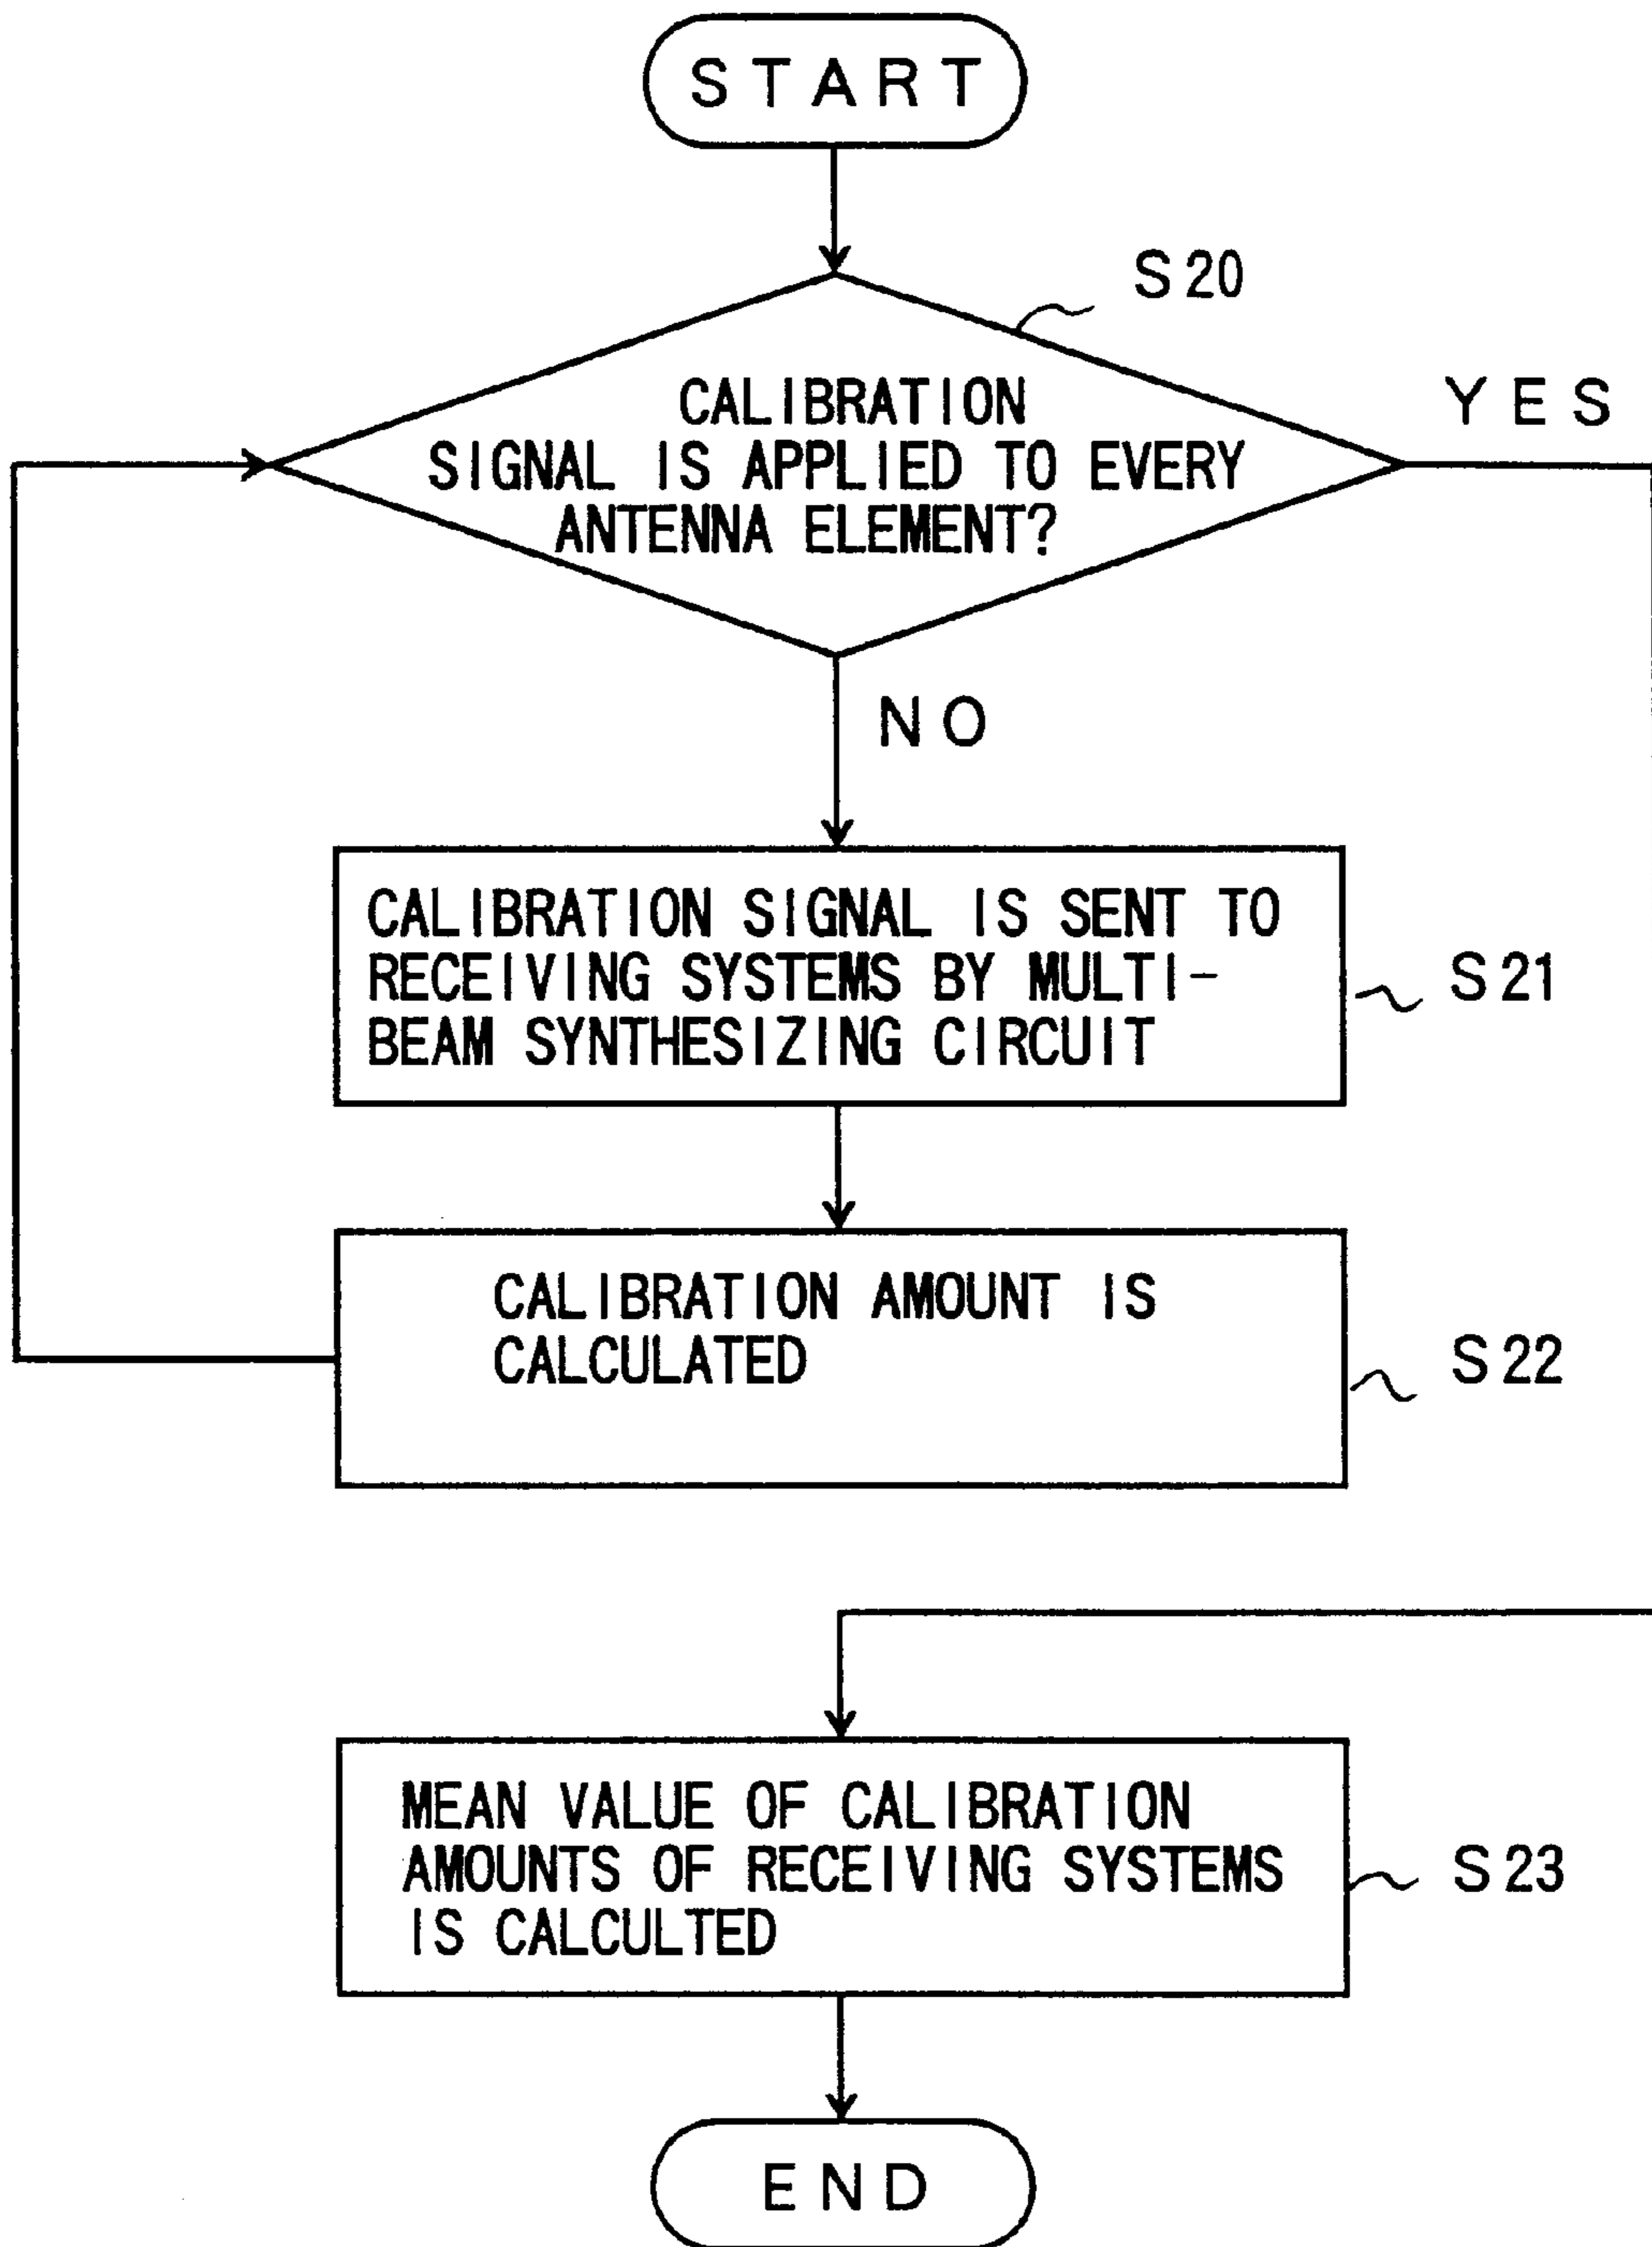 START
S20
CALIBRATION
SIGNAL IS APPLIED TO EVERY
ANTENNA ELEMENT?
YES
NO
CALIBRATION SIGNAL IS SENT TO
RECEIVING SYSTEMS BY MULTI-
BEAM SYNTHESIZING CIRCUIT
S21
CALIBRATION AMOUNT IS
CALCULATED
S22
MEAN VALUE OF CALIBRATION
AMOUNTS OF RECEIVING SYSTEMS
IS CALCULTED
S23
END